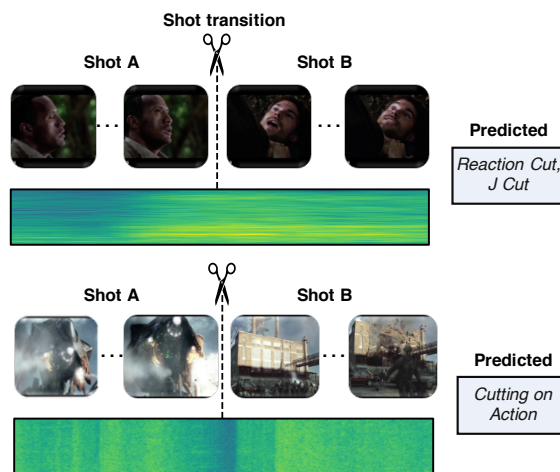 Shot transition
Shot A
Shot B
Predicted
Reaction Cut,
J Cut
Shot A
Shot B
Predicted
Cutting on
Action